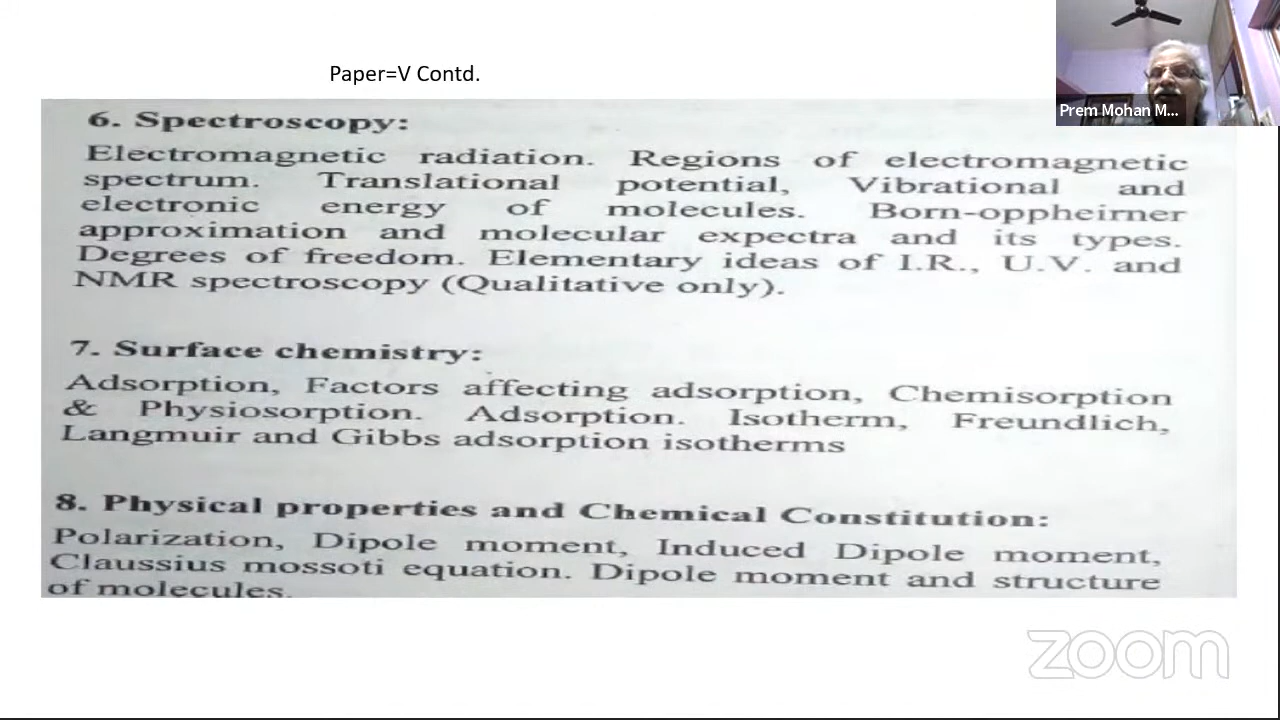 Paper=V Contd.
Prem Mohan M...
6. Spectroscopy:
Electromagnetic radiation. Regions of electromagnetic
spectrum. Translational potential, Vibrational and
electronic energy of molecules. Born-oppheirner
approximation and molecular expectra and its types.
Degrees of freedom. Elementary ideas of I.R., U.V. and
NMR spectroscopy (Qualitative only).
7. Surface chemistry:
Adsorption, Factors affecting adsorption, Chemisorption
& Physiosorption. Adsorption. Isotherm, Freundlich,
Langmuir and Gibbs adsorption isotherms
8. Physical properties and Chemical Constitution:
Polarization, Dipole moment, Induced Dipole moment,
Claussius mossoti equation. Dipole moment and structure
of molecules.
zoom